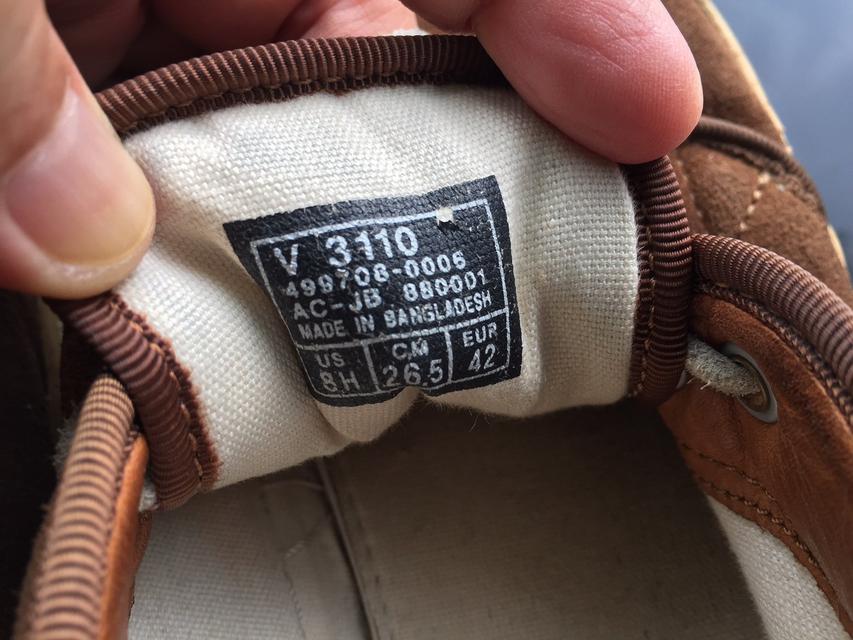 V 3110
499708-0006
AC-JB 880001
MADE IN BANGLADESH
US C.M EUR
8H 26.5 42